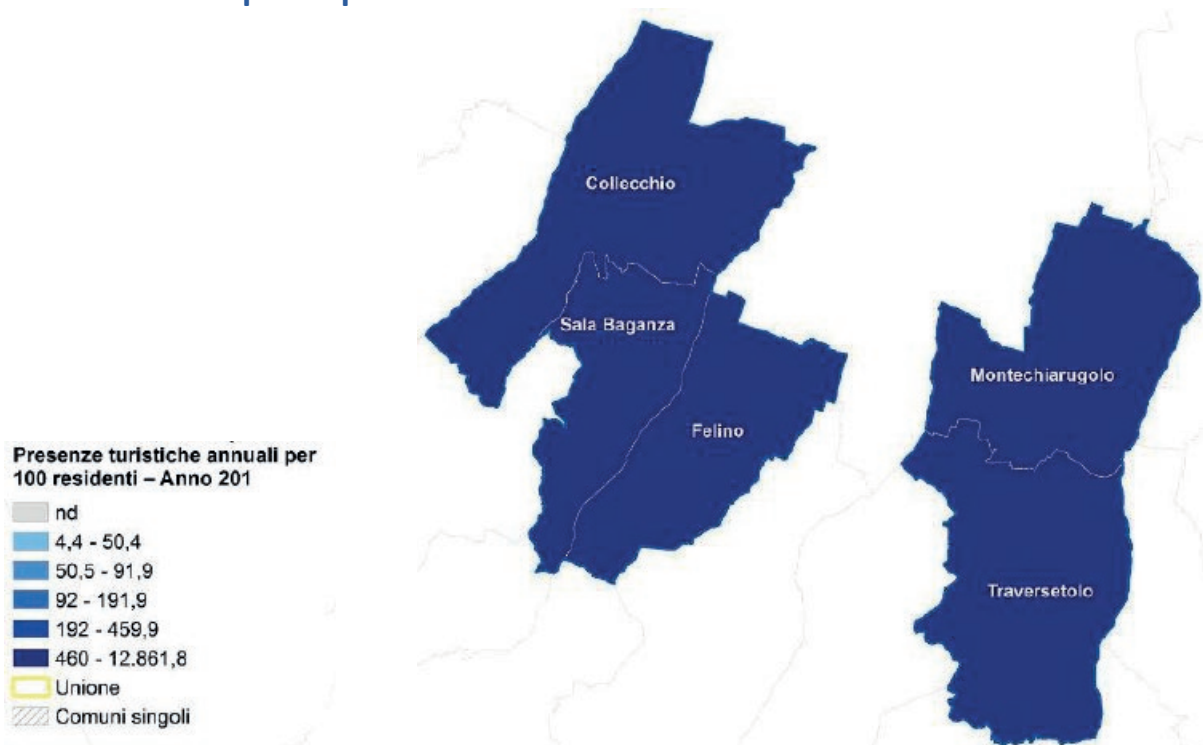 Collecchio
Sala Baganza
Felino
Montechiarugolo
Traversetolo
Presenze turistiche annuali per
100 residenti – Anno 201
nd
4,4 - 50,4
50,5 - 91,9
92 - 191,9
192 - 459,9
460 - 12.861,8
Unione
Comuni singoli